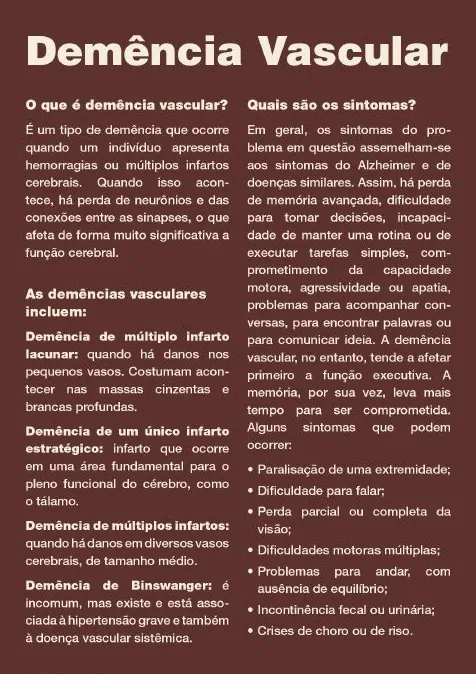 Demência Vascular
O que é demência vascular?
É um tipo de demência que ocorre
quando um indivíduo apresenta
hemorragias ou múltiplos infartos
cerebrais. Quando isso acon-
tece, há perda de neurônios e das
conexões entre as sinapses, o que
afeta de forma muito significativa a
função cerebral.
As demências vasculares
incluem:
Demência de múltiplo infarto
lacunar: quando há danos nos
pequenos vasos. Costumam acon-
tecer nas massas cinzentas e
brancas profundas.
Demência de um único infarto
estratégico: infarto que ocorre
em uma área fundamental para o
pleno funcional do cérebro, como
o tálamo.
Demência de múltiplos infartos:
quando há danos em diversos vasos
cerebrais, de tamanho médio.
Demência de Binswanger: é
incomum, mas existe e está asso-
ciada à hipertensão grave e também
à doença vascular sistêmica.
Quais são os sintomas?
Em geral, os sintomas do pro-
blema em questão assemelham-se
aos sintomas do Alzheimer e de
doenças similares. Assim, há perda
de memória avançada, dificuldade
para tomar decisões, incapaci-
dade de manter uma rotina ou de
executar tarefas simples, com-
prometimento da capacidade
motora, agressividade ou apatia,
problemas para acompanhar con-
versas, para encontrar palavras ou
para comunicar ideia. A demência
vascular, no entanto, tende a afetar
primeiro a função executiva. A
memória, por sua vez, leva mais
tempo para ser comprometida.
Alguns sintomas que podem
ocorrer:
• Paralisação de uma extremidade;
• Dificuldade para falar;
• Perda parcial ou completa da
visão;
• Dificuldades motoras múltiplas;
• Problemas para andar, com
ausência de equilíbrio;
• Incontinência fecal ou urinária;
• Crises de choro ou de riso.